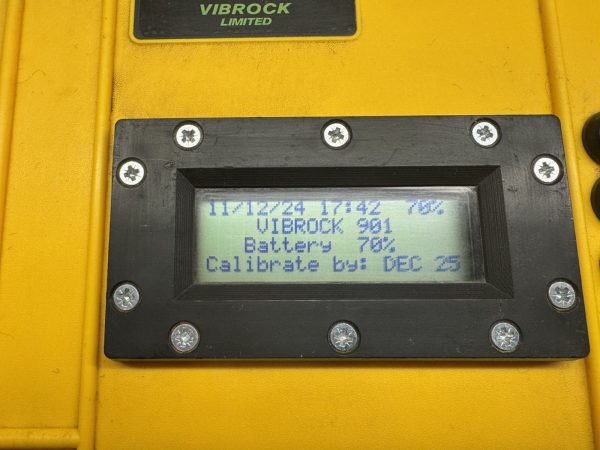 VIBROCK
LIMITED
11/12/24 17:42 70%
VIBROCK 901
Battery 70%
Calibrate by: DEC 25